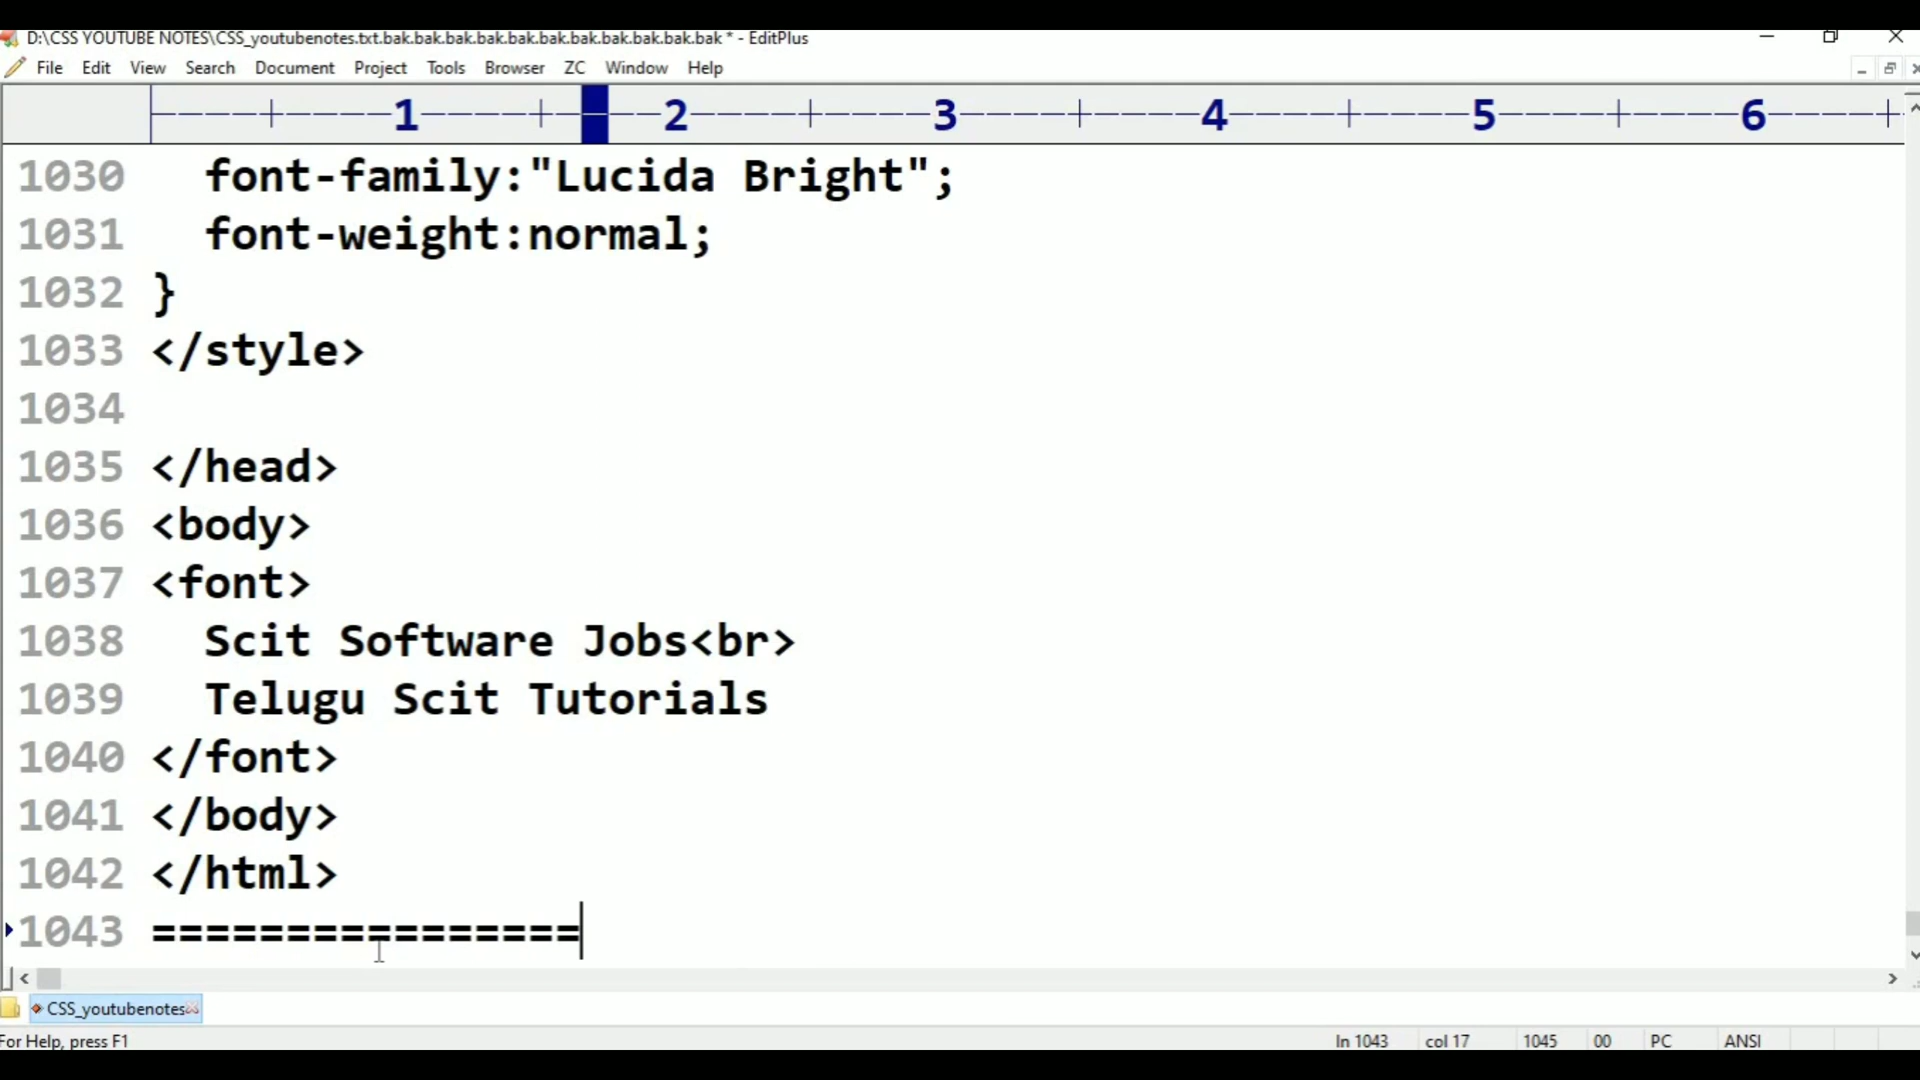 D:\CSS YOUTUBE NOTES\CSS_youtubenotes.txt.bak.bak.bak.bak.bak.bak.bak.bak.bak.bak.bak * - EditPlus
File Edit View Search Document Project Tools Browser ZC Window Help
1 2 3 4 5 6
1030 font-family:"Lucida Bright";
1031 font-weight:normal;
1032 }
1033 </style>
1034
1035 </head>
1036 <body>
1037 <font>
1038 Scit Software Jobs<br>
1039 Telugu Scit Tutorials
1040 </font>
1041 </body>
1042 </html>
1043 ================
CSS_youtubenotes
For Help, press F1 ln 1043 col 17 1045 00 PC ANSI